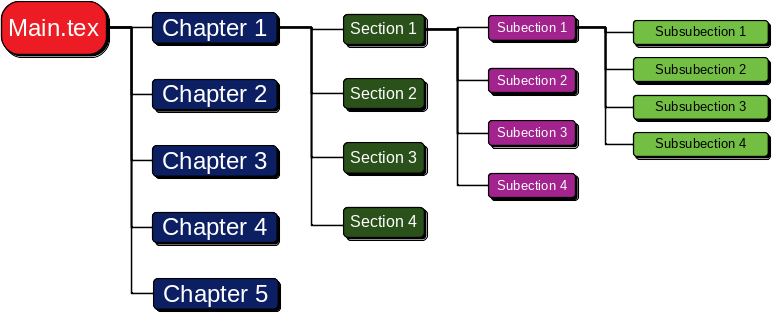 Main.tex
Chapter 1
Chapter 2
Chapter 3
Chapter 4
Chapter 5
Section 1
Section 2
Section 3
Section 4
Subection 1
Subection 2
Subection 3
Subection 4
Subsubection 1
Subsubection 2
Subsubection 3
Subsubection 4